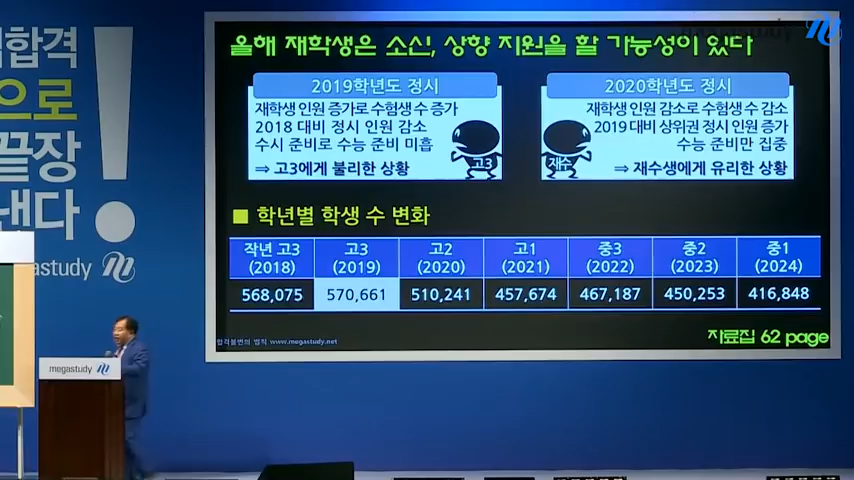 합격
!
으로
끝장
낸다
megastudy
megastudy
올해 재학생은 소신, 상향 지원을 할 가능성이 있다
2019학년도 정시
재학생 인원 증가로 수험생 수 증가
2018 대비 정시 인원 감소
수시 준비로 수능 준비 미흡
⇒ 고3에게 불리한 상황
고3
2020학년도 정시
재학생 인원 감소로 수험생 수 감소
2019 대비 상위권 정시 인원 증가
수능 준비만 집중
⇒ 재수생에게 유리한 상황
재수
■ 학년별 학생 수 변화
작년 고3 고3 고2 고1 중3 중2 중1
(2018) (2019) (2020) (2021) (2022) (2023) (2024)
568,075 570,661 510,241 457,674 467,187 450,253 416,848
자료집 62 page
합격불변의 법칙 www.megastudy.net